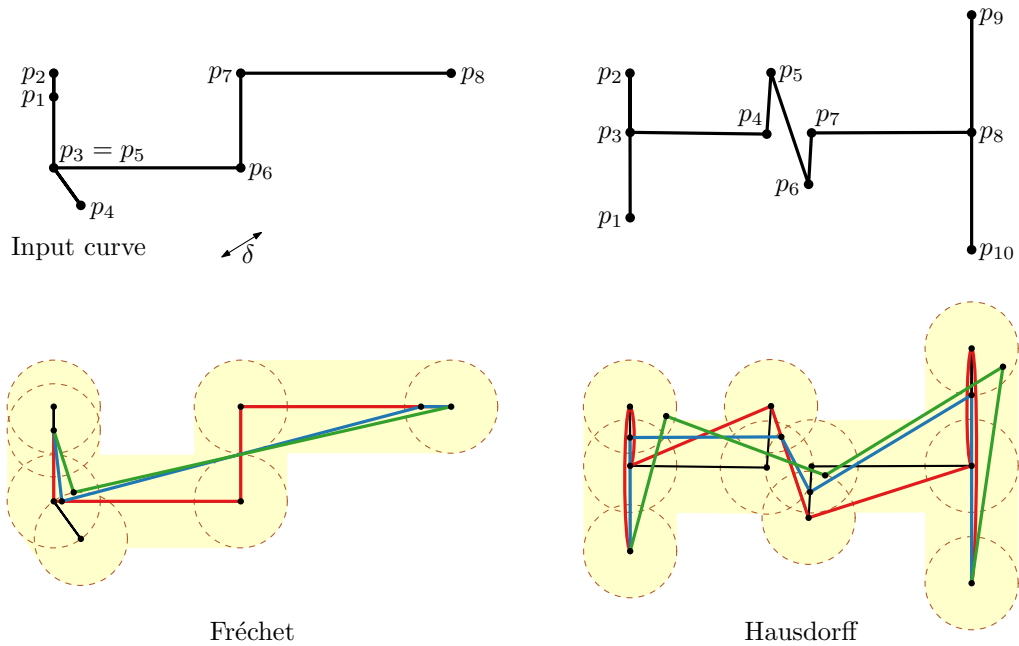 p₂
p₁
p₃ = p₅
p₄
p₇
p₆
p₈
Input curve
δ
p₂
p₃
p₁
p₄
p₅
p₇
p₆
p₉
p₈
p₁₀
Fréchet
Hausdorff